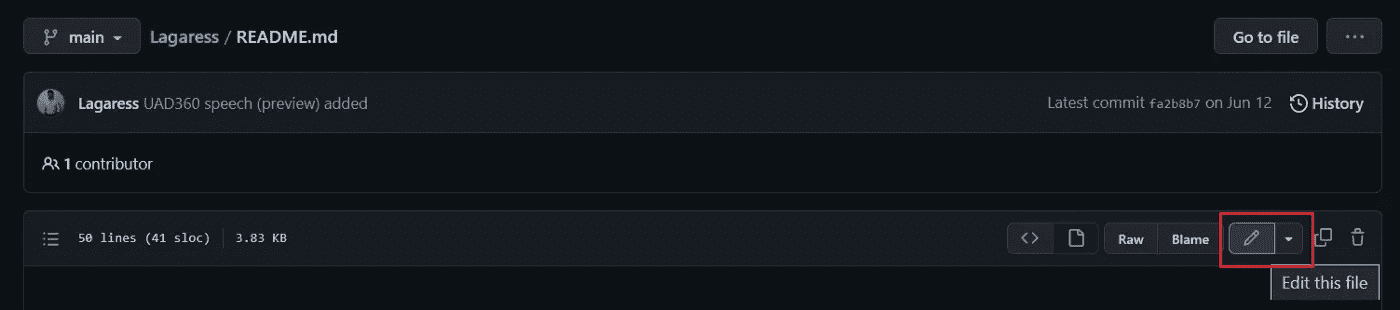 main Lagaress / README.md Go to file ...
Lagaress UAD360 speech (preview) added Latest commit fa2b8b7 on Jun 12 History
1 contributor
50 lines (41 sloc) 3.83 KB <> Raw Blame
Edit this file